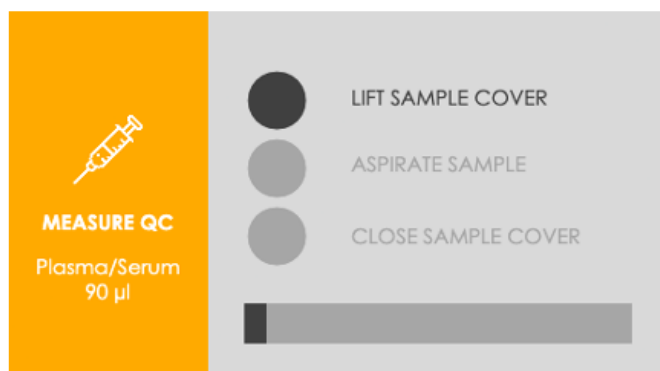 MEASURE QC
Plasma/Serum
90 µl
LIFT SAMPLE COVER
ASPIRATE SAMPLE
CLOSE SAMPLE COVER